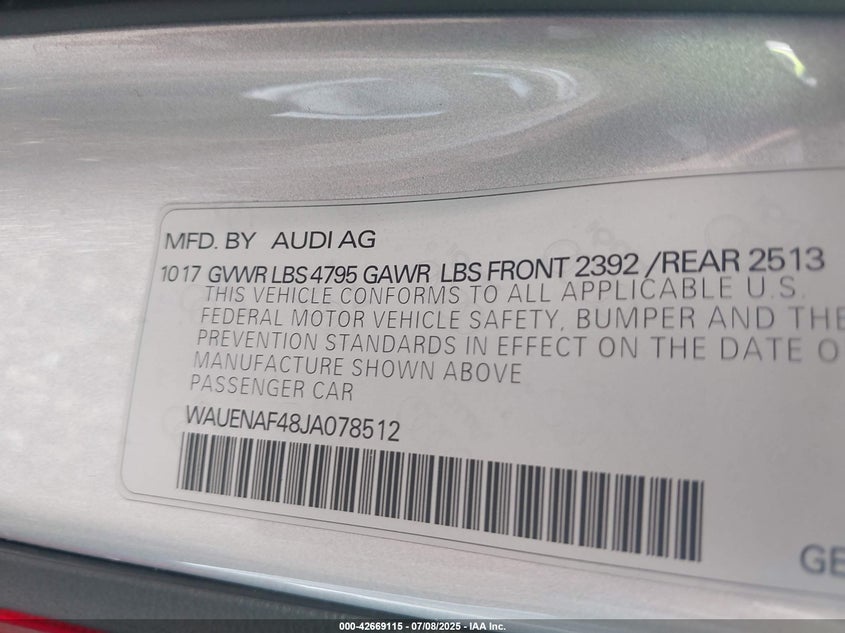 MFD. BY AUDI AG
10 17 GVWR LBS 4795 GAWR LBS FRONT 2392 /REAR 2513
THIS VEHICLE CONFORMS TO ALL APPLICABLE U.S.
FEDERAL MOTOR VEHICLE SAFETY, BUMPER AND THE
PREVENTION STANDARDS IN EFFECT ON THE DATE O
MANUFACTURE SHOWN ABOVE
PASSENGER CAR
WAUENAF48JA078512
GE
000-42669115 - 07/08/2025 - IAA Inc.